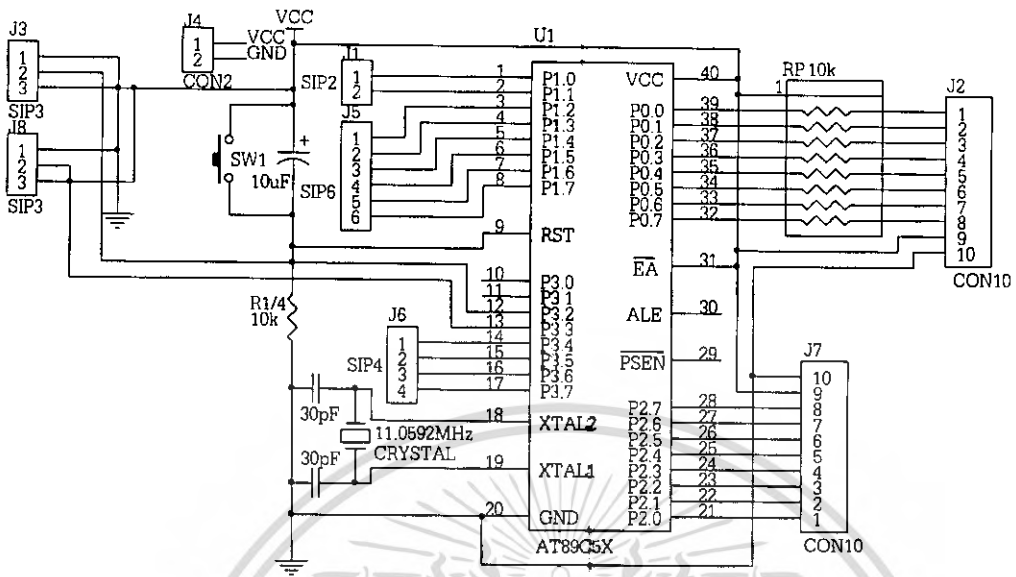 VCC
J3
1
2
3
SIP3
J8
1
2
3
SIP3
J4
1
2
VCC
GND
CON2
SW1
+
10uF
R1/4
10k
30pF
30pF
11.0592MHz
CRYSTAL
J1
SIP2
1
2
J5
SIP6
1
2
3
4
5
6
J6
SIP4
1
2
3
4
U1
1 P1.0
2 P1.1
3 P1.2
4 P1.3
5 P1.4
6 P1.5
7 P1.6
8 P1.7
9 RST
10 P3.0
11 P3.1
12 P3.2
13 P3.3
14 P3.4
15 P3.5
16 P3.6
17 P3.7
18 XTAL2
19 XTAL1
20 GND
VCC 40
P0.0 39
P0.1 38
P0.2 37
P0.3 36
P0.4 35
P0.5 34
P0.6 33
P0.7 32
EA 31
ALE 30
PSEN 29
P2.7 28
P2.6 27
P2.5 26
P2.4 25
P2.3 24
P2.2 23
P2.1 22
P2.0 21
AT89C5X
RP 10k
1
J2
1
2
3
4
5
6
7
8
9
10
CON10
J7
10
9
8
7
6
5
4
3
2
1
CON10